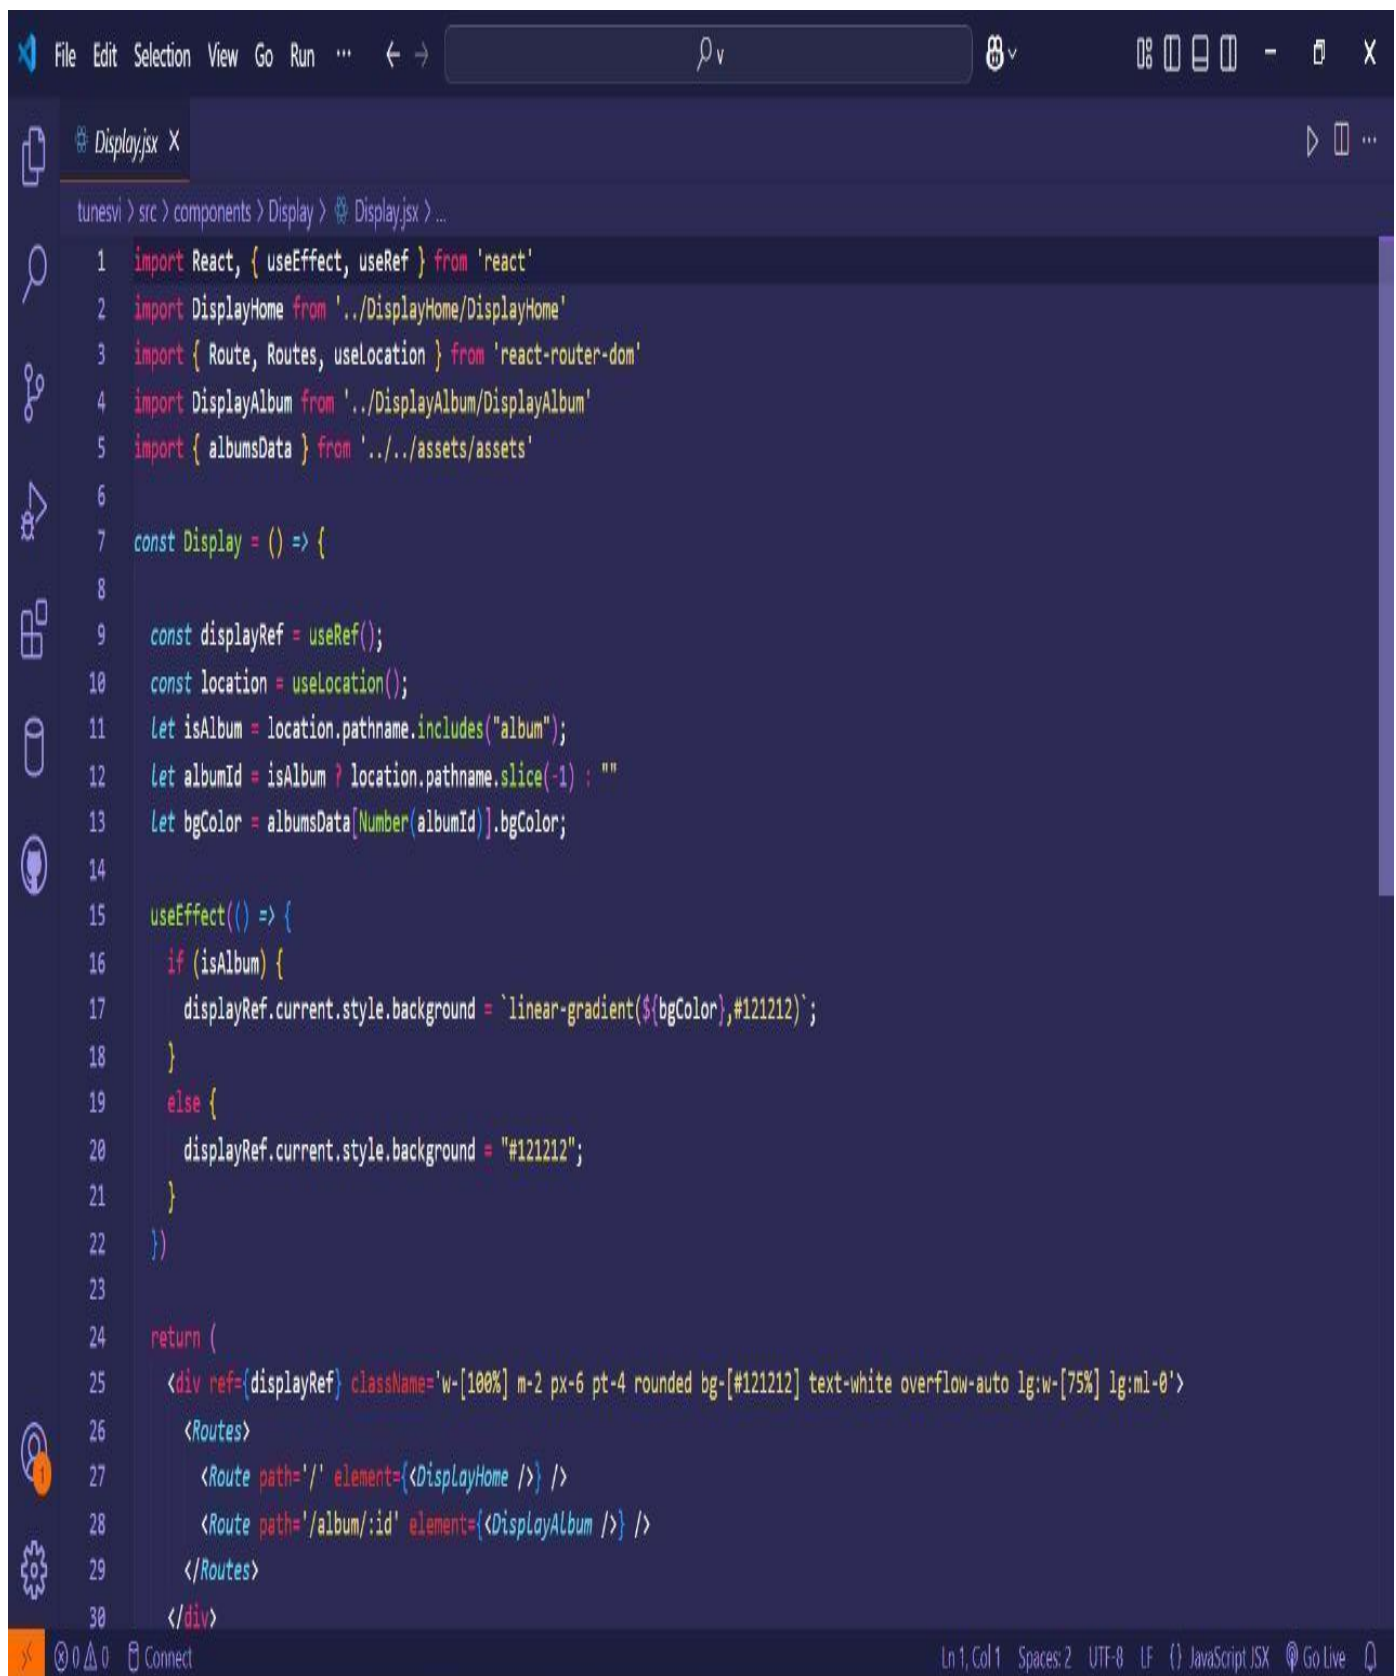 File Edit Selection View Go Run ··· v
Display.jsx
tunesvi > src > components > Display > Display.jsx > ...
1 import React, { useEffect, useRef } from 'react'
2 import DisplayHome from '../DisplayHome/DisplayHome'
3 import { Route, Routes, useLocation } from 'react-router-dom'
4 import DisplayAlbum from '../DisplayAlbum/DisplayAlbum'
5 import { albumsData } from '../../assets/assets'
6
7 const Display = () => {
8
9 const displayRef = useRef();
10 const location = useLocation();
11 let isAlbum = location.pathname.includes("album");
12 let albumId = isAlbum ? location.pathname.slice(-1) : ""
13 let bgColor = albumsData[Number(albumId)].bgColor;
14
15 useEffect(() => {
16 if (isAlbum) {
17 displayRef.current.style.background = `linear-gradient(${bgColor},#121212)`;
18 }
19 else {
20 displayRef.current.style.background = "#121212";
21 }
22 })
23
24 return (
25 <div ref={displayRef} className='w-[100%] m-2 px-6 pt-4 rounded bg-[#121212] text-white overflow-auto lg:w-[75%] lg:ml-0'>
26 <Routes>
27 <Route path='/' element={<DisplayHome />} />
28 <Route path='/album/:id' element={<DisplayAlbum />} />
29 </Routes>
30 </div>
1
0 0 Connect Ln 1, Col 1 Spaces: 2 UTF-8 LF {} JavaScript JSX Go Live